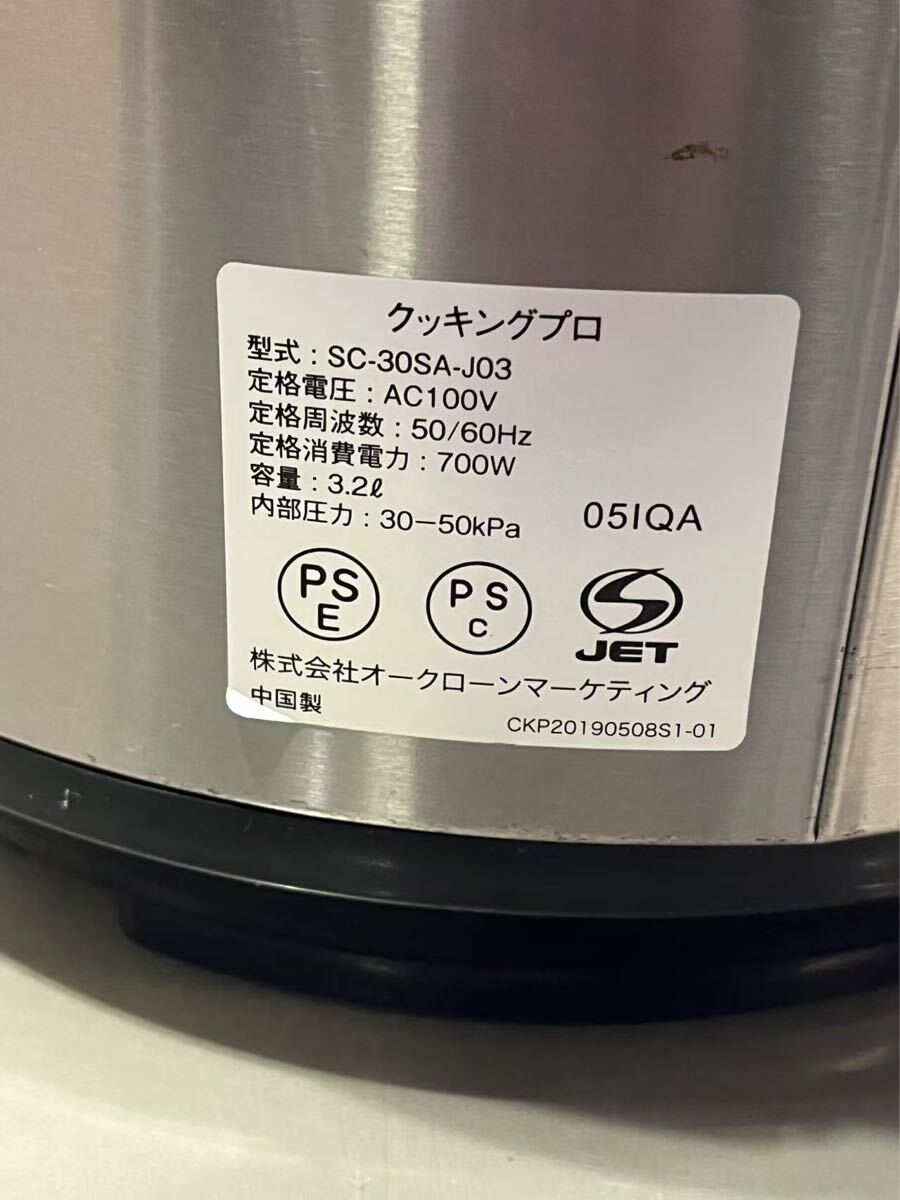 クッキングプロ
型式：SC-30SA-J03
定格電圧：AC100V
定格周波数：50/60Hz
定格消費電力：700W
容量：3.2ℓ
内部圧力：30−50kPa
05IQA
PS
E
PS
C
JET
株式会社オークローンマーケティング
中国製
CKP20190508S1-01